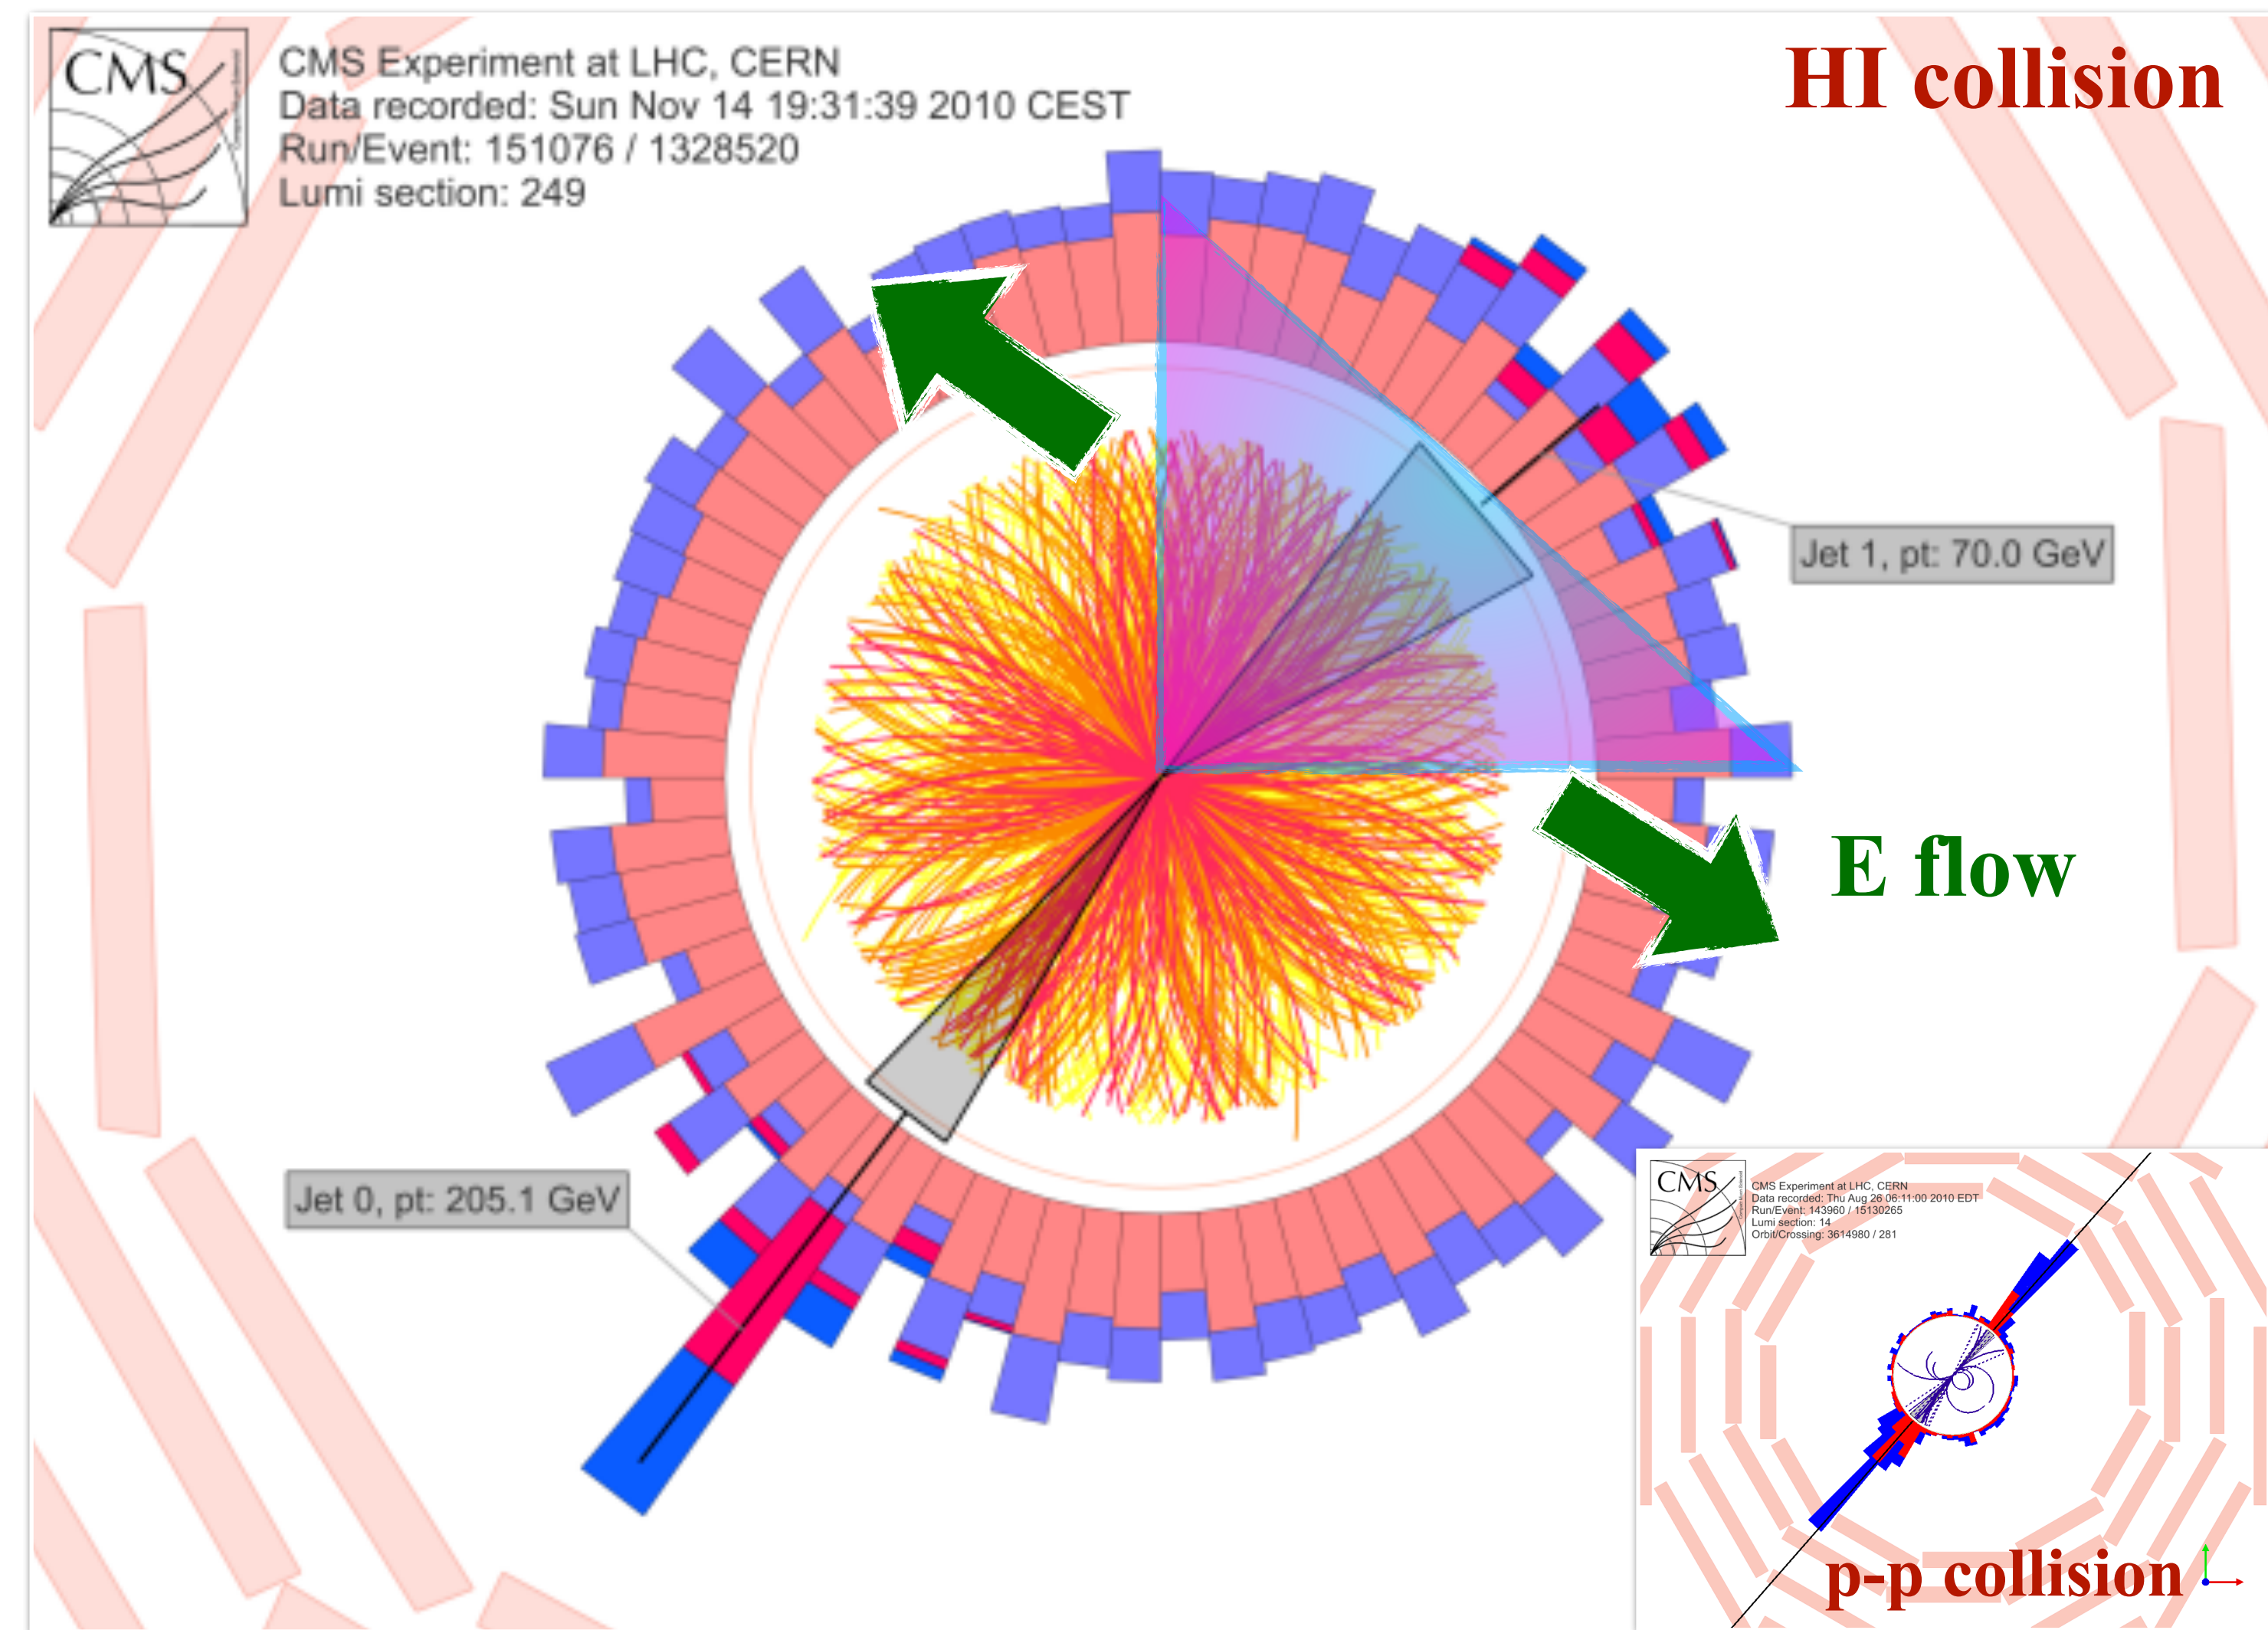 CMS
CMS Experiment at LHC, CERN
Data recorded: Sun Nov 14 19:31:39 2010 CEST
Run/Event: 151076 / 1328520
Lumi section: 249
HI collision
Jet 1, pt: 70.0 GeV
E flow
Jet 0, pt: 205.1 GeV
CMS
CMS Experiment at LHC, CERN
Data recorded: Thu Aug 26 06:11:00 2010 EDT
Run/Event: 143960 / 15130265
Lumi section: 14
Orbit/Crossing: 3614980 / 281
p-p collision